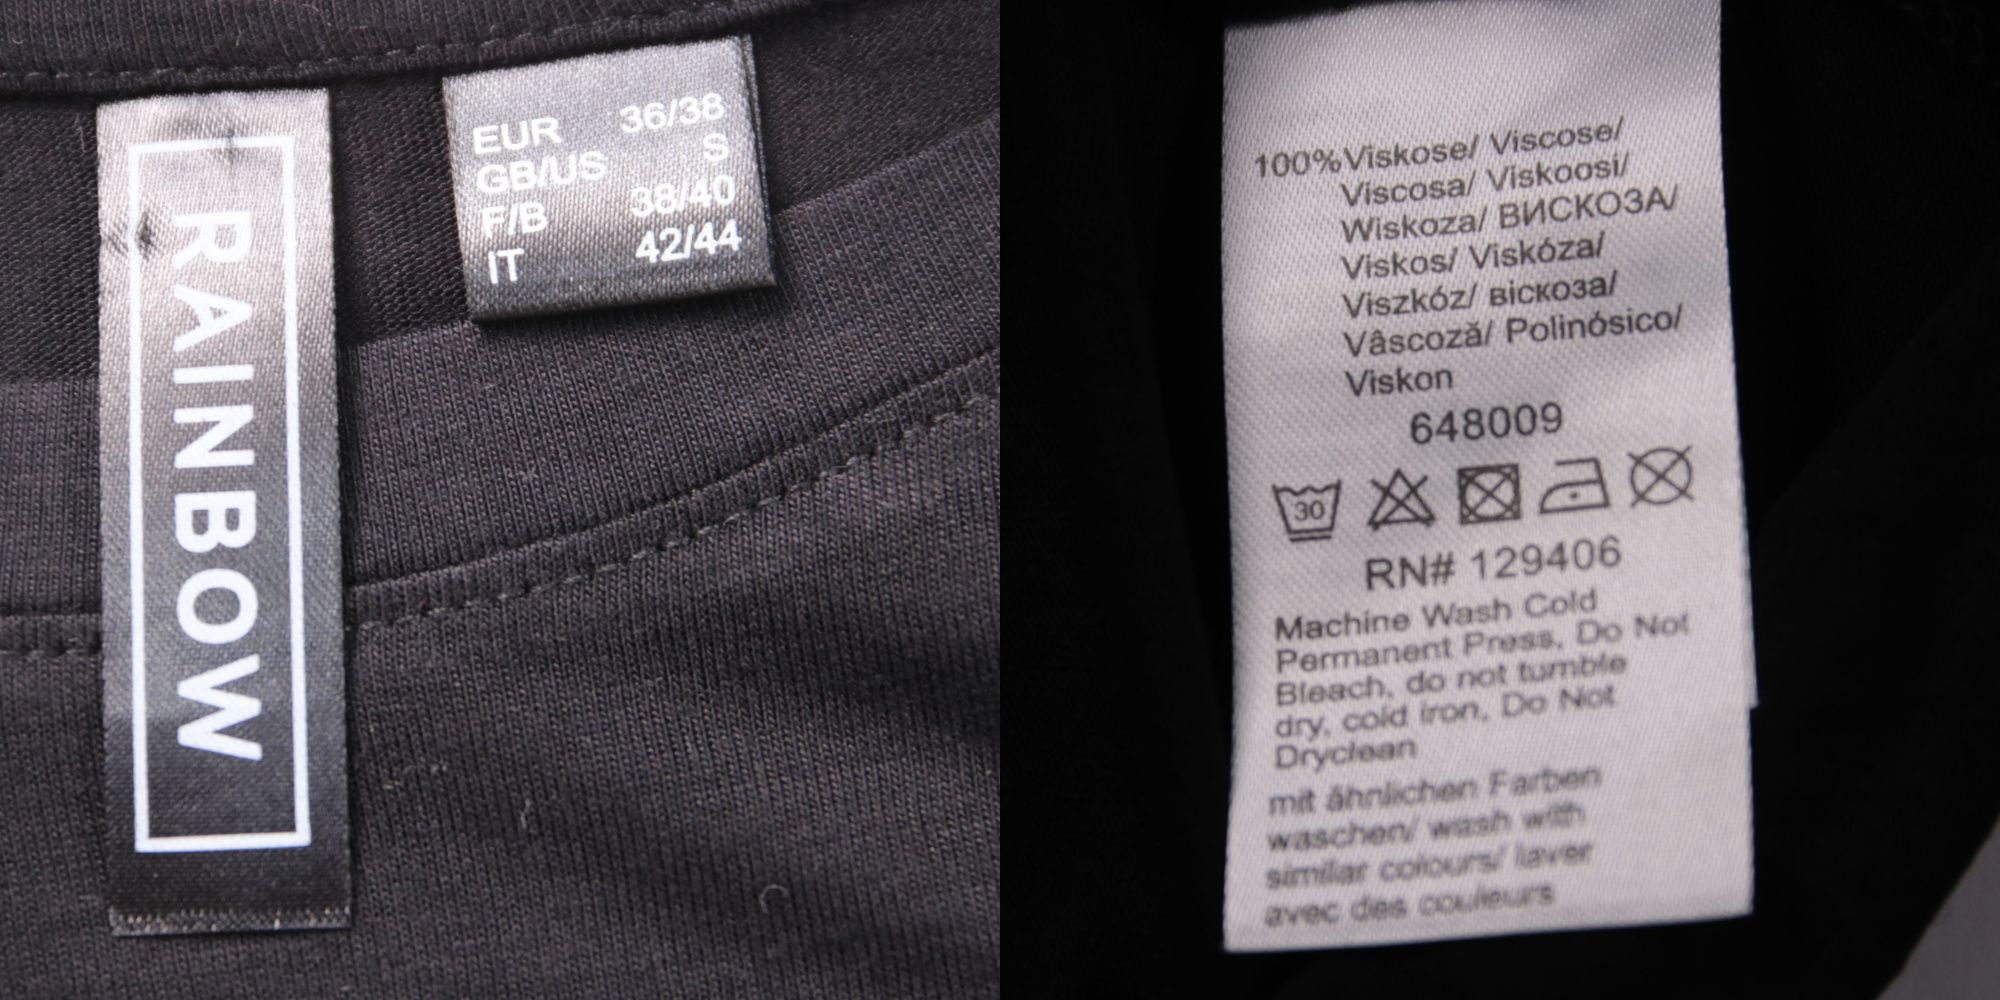 RAINBOW
EUR 36/38
GB/US S
F/B 38/40
IT 42/44
100%Viskose/ Viscose/
Viscosa/ Viskoosi/
Wiskoza/ ВИСКОЗА/
Viskos/ Viskóza/
Viszkóz/ віскоза/
Vâscoză/ Polinósico/
Viskon
648009
30
RN# 129406
Machine Wash Cold
Permanent Press, Do Not
Bleach, do not tumble
dry, cold iron, Do Not
Dryclean
mit ähnlichen Farben
waschen/ wash with
similar colours/ laver
avec des couleurs